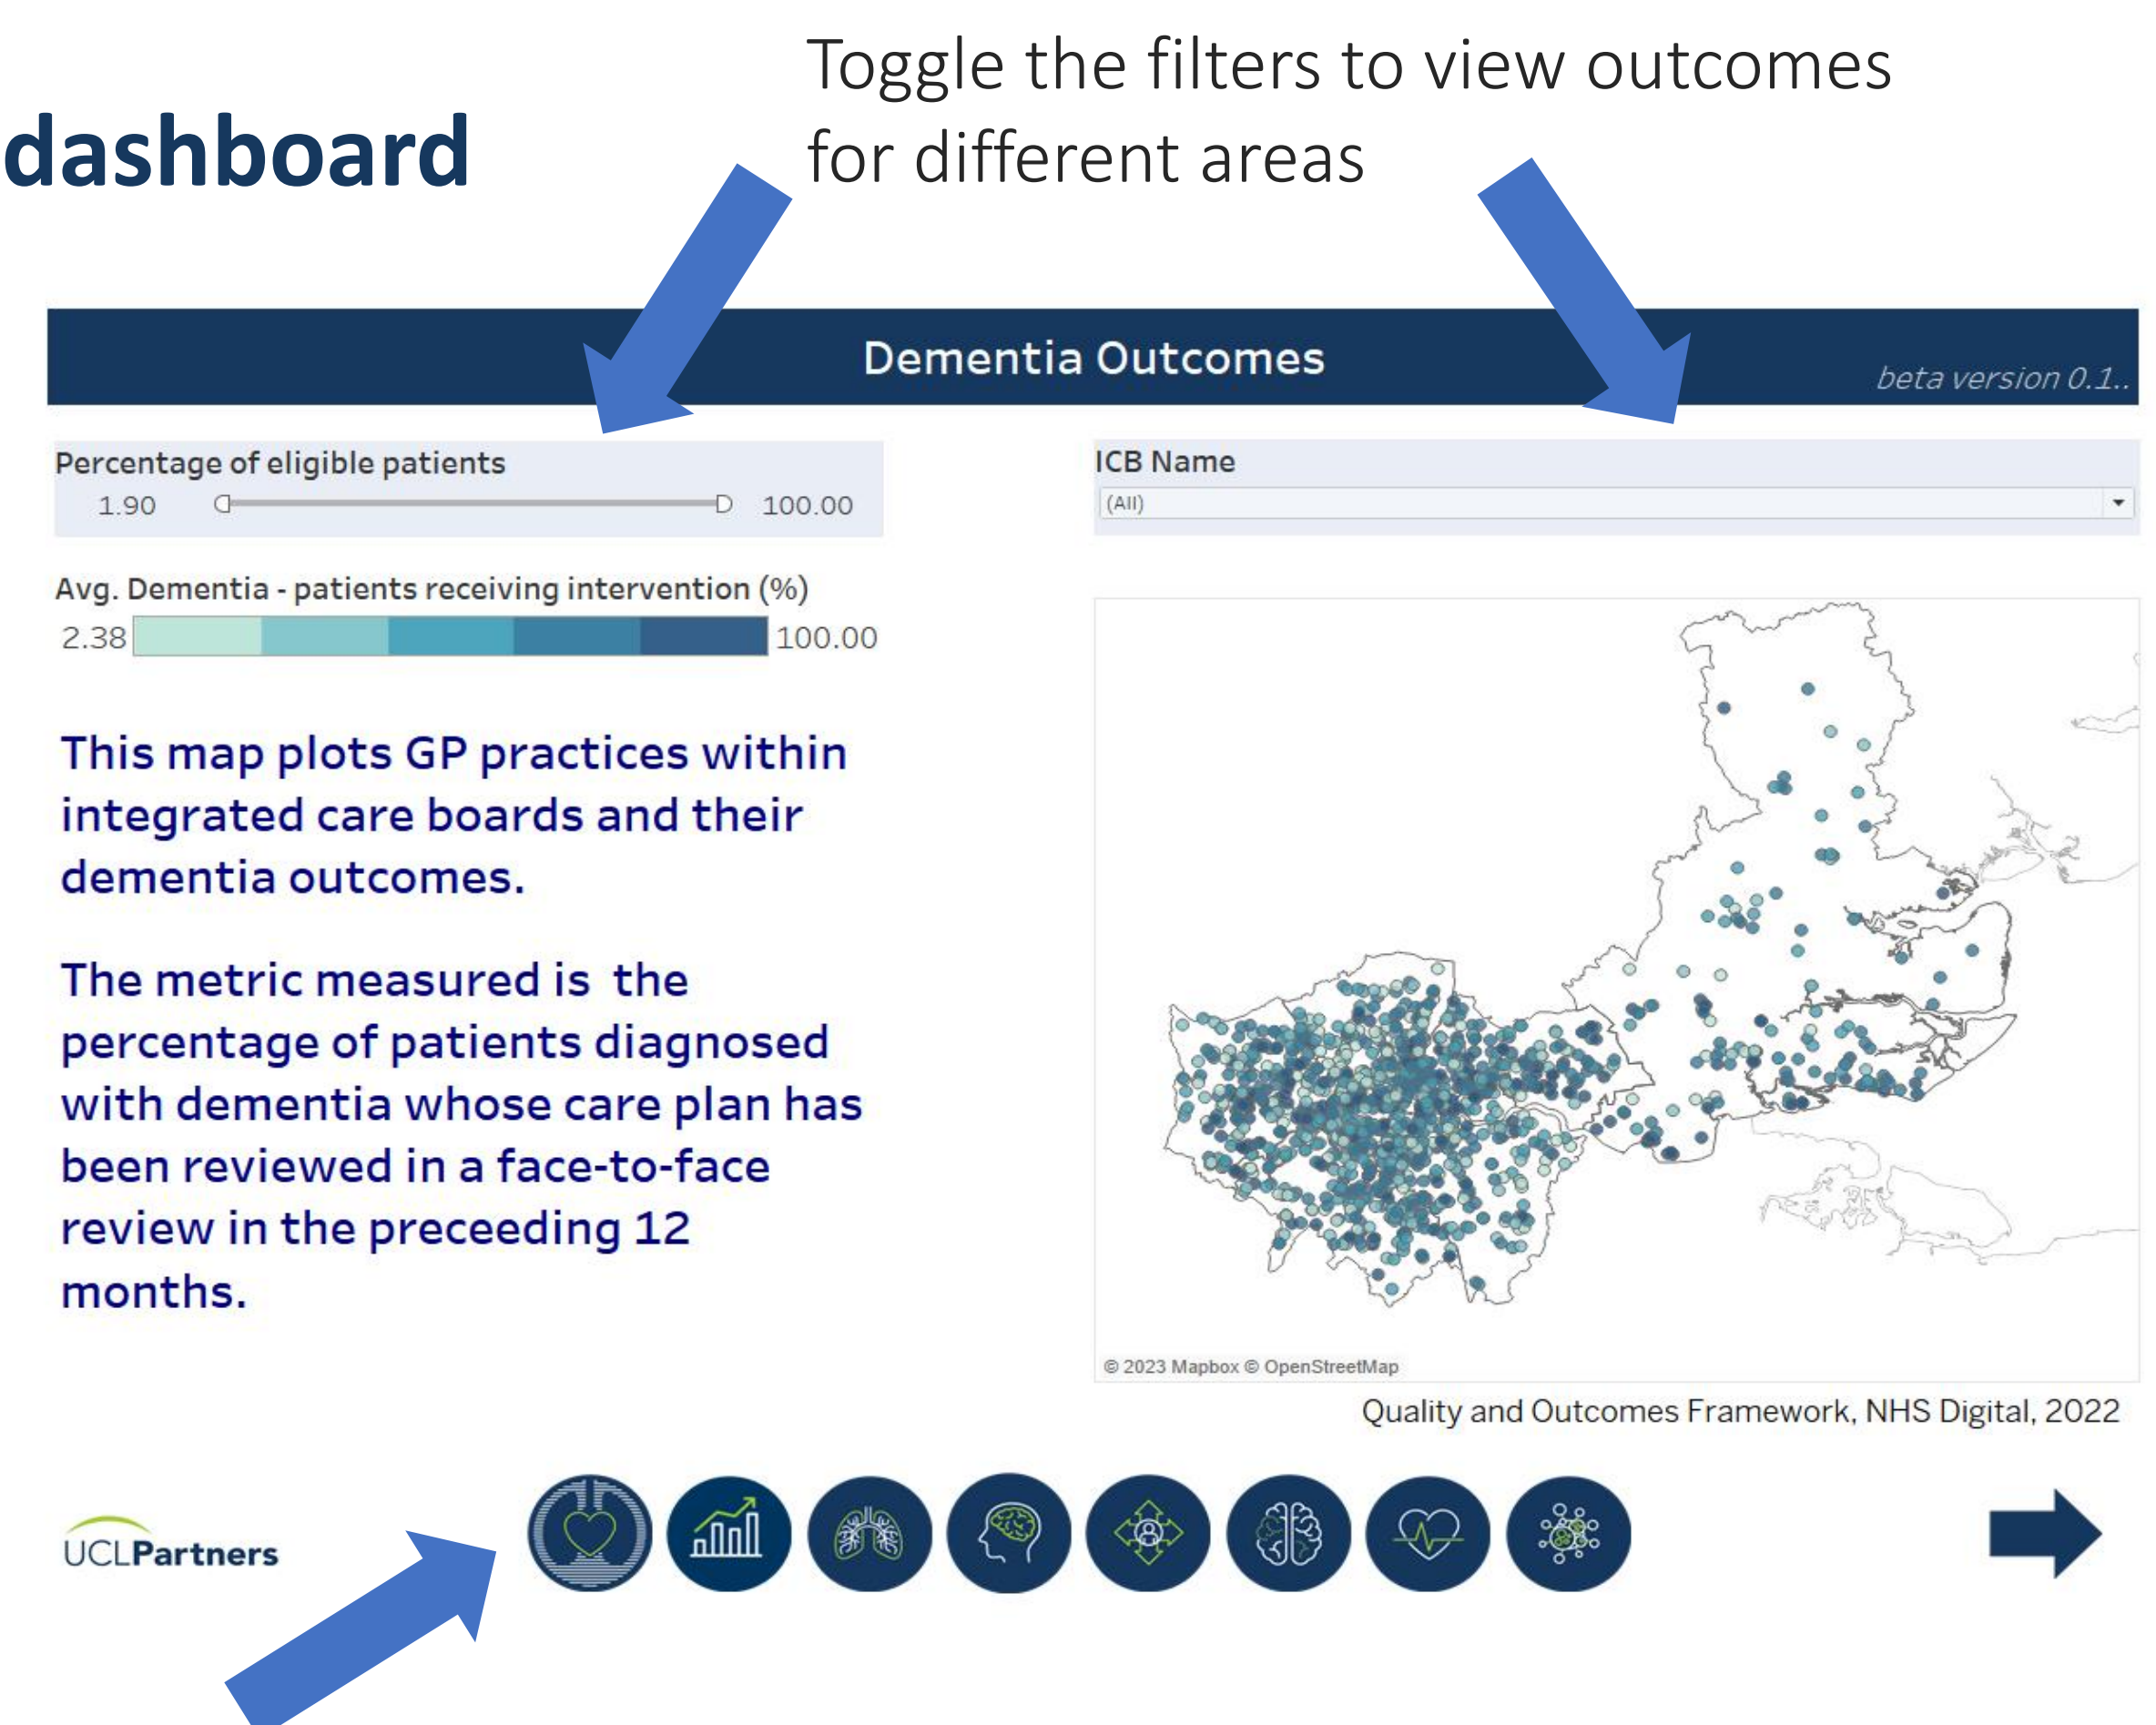 Toggle the filters to view outcomes
for different areas
dashboard
Dementia Outcomes
beta version 0.1..
Percentage of eligible patients
1.90
100.00
ICB Name
(All)
Avg. Dementia - patients receiving intervention (%)
2.38
100.00
This map plots GP practices within
integrated care boards and their
dementia outcomes.
The metric measured is the
percentage of patients diagnosed
with dementia whose care plan has
been reviewed in a face-to-face
review in the preceeding 12
months.
© 2023 Mapbox © OpenStreetMap
Quality and Outcomes Framework, NHS Digital, 2022
UCLPartners